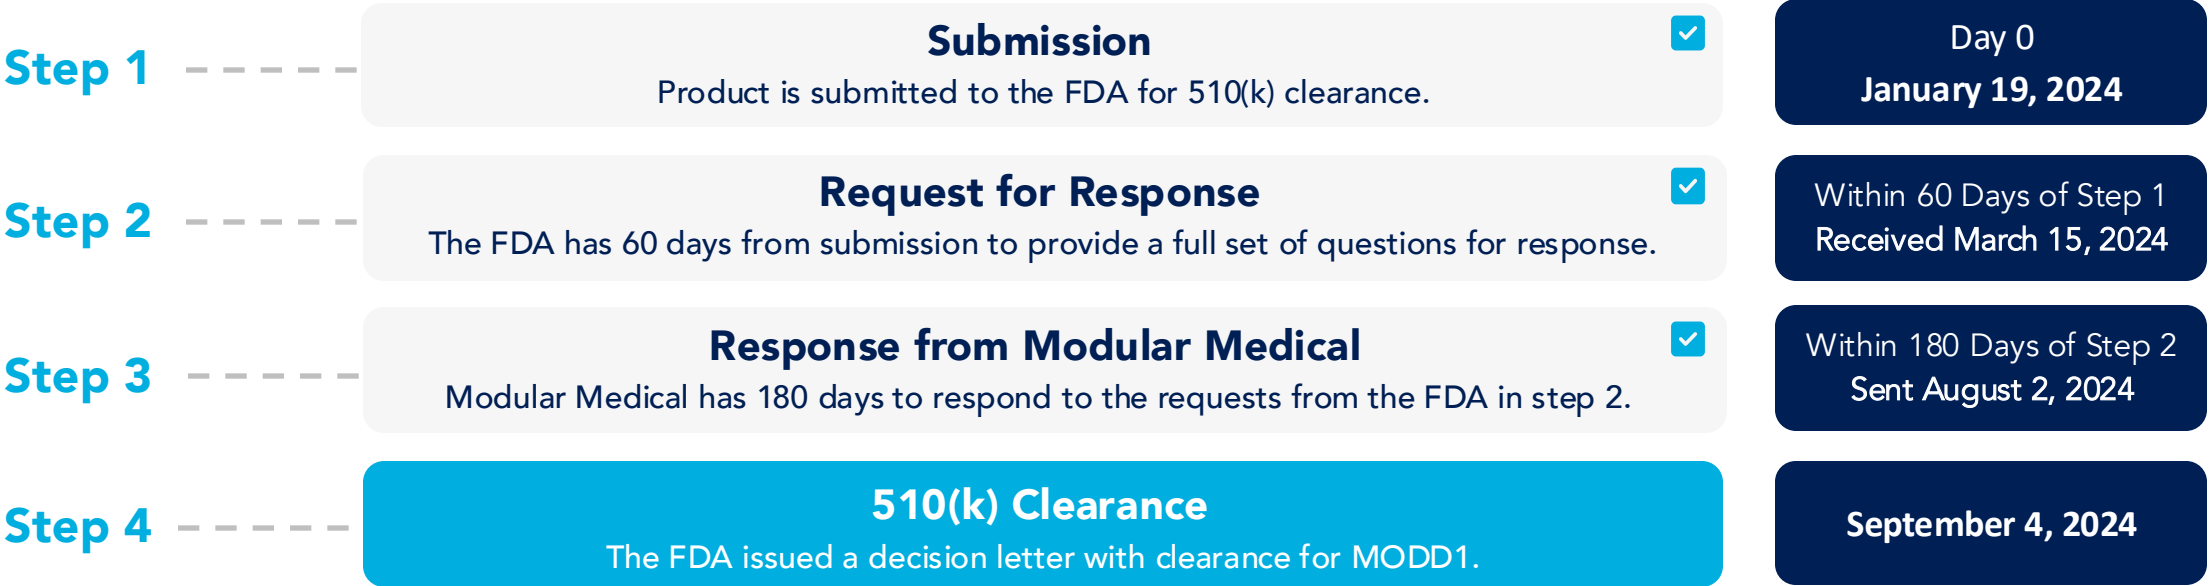 Step 1
Submission
Product is submitted to the FDA for 510(k) clearance.
Day 0
January 19, 2024
Step 2
Request for Response
The FDA has 60 days from submission to provide a full set of questions for response.
Within 60 Days of Step 1
Received March 15, 2024
Step 3
Response from Modular Medical
Modular Medical has 180 days to respond to the requests from the FDA in step 2.
Within 180 Days of Step 2
Sent August 2, 2024
Step 4
510(k) Clearance
The FDA issued a decision letter with clearance for MODD1.
September 4, 2024